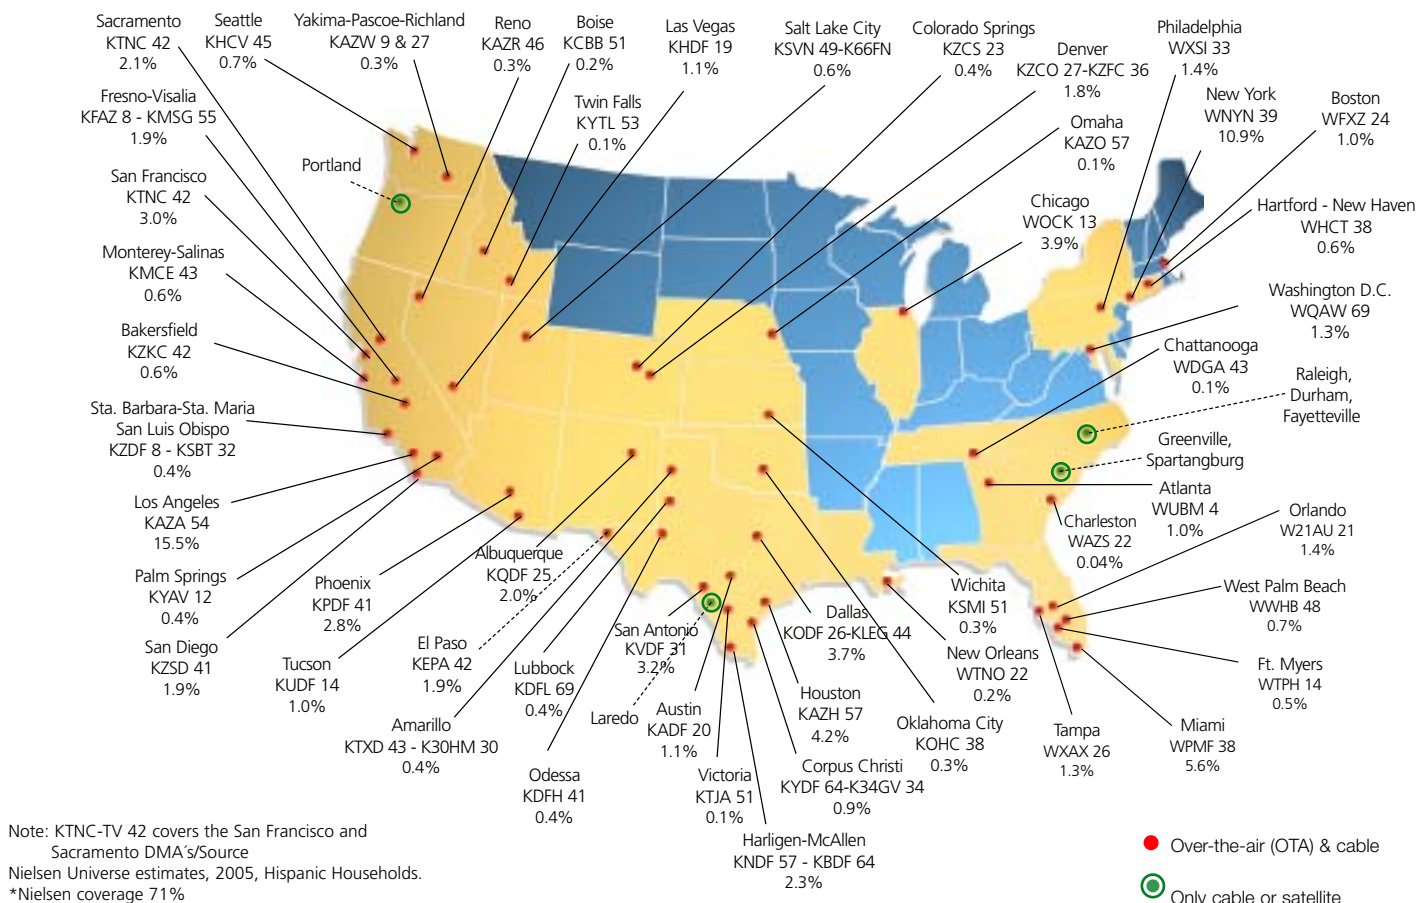 Sacramento
KTNC 42
2.1%
Seattle
KHCV 45
0.7%
Yakima-Pascoe-Richland
KAZW 9 & 27
0.3%
Reno
KAZR 46
0.3%
Boise
KCBB 51
0.2%
Las Vegas
KHDF 19
1.1%
Salt Lake City
KSVN 49-K66FN
0.6%
Colorado Springs
KZCS 23
0.4%
Denver
KZCO 27-KZFC 36
1.8%
Philadelphia
WXSI 33
1.4%
New York
WNYN 39
10.9%
Boston
WFXZ 24
1.0%
Fresno-Visalia
KFAZ 8 - KMSG 55
1.9%
Twin Falls
KYTL 53
0.1%
Omaha
KAZO 57
0.1%
Portland
San Francisco
KTNC 42
3.0%
Chicago
WOCK 13
3.9%
Hartford - New Haven
WHCT 38
0.6%
Monterey-Salinas
KMCE 43
0.6%
Washington D.C.
WQAW 69
1.3%
Bakersfield
KZKC 42
0.6%
Chattanooga
WDGA 43
0.1%
Raleigh,
Durham,
Fayetteville
Sta. Barbara-Sta. Maria
San Luis Obispo
KZDF 8 - KSBT 32
0.4%
Greenville,
Spartangburg
Los Angeles
KAZA 54
15.5%
Atlanta
WUBM 4
1.0%
Charleston
WAZS 22
0.04%
Orlando
W21AU 21
1.4%
Palm Springs
KYAV 12
0.4%
Phoenix
KPDF 41
2.8%
Albuquerque
KQDF 25
2.0%
Wichita
KSMI 51
0.3%
West Palm Beach
WWHB 48
0.7%
San Diego
KZSD 41
1.9%
Tucson
KUDF 14
1.0%
El Paso
KEPA 42
1.9%
San Antonio
KVDF 31
3.2%
Dallas
KODF 26-KLEG 44
3.7%
New Orleans
WTNO 22
0.2%
Ft. Myers
WTPH 14
0.5%
Lubbock
KDFL 69
0.4%
Laredo
Austin
KADF 20
1.1%
Houston
KAZH 57
4.2%
Oklahoma City
KOHC 38
0.3%
Tampa
WXAX 26
1.3%
Miami
WPMF 38
5.6%
Amarillo
KTXD 43 - K30HM 30
0.4%
Odessa
KDFH 41
0.4%
Victoria
KTJA 51
0.1%
Corpus Christi
KYDF 64-K34GV 34
0.9%
Harligen-McAllen
KNDF 57 - KBDF 64
2.3%
Note: KTNC-TV 42 covers the San Francisco and
Sacramento DMA´s/Source
Nielsen Universe estimates, 2005, Hispanic Households.
*Nielsen coverage 71%
Over-the-air (OTA) & cable
Only cable or satellite